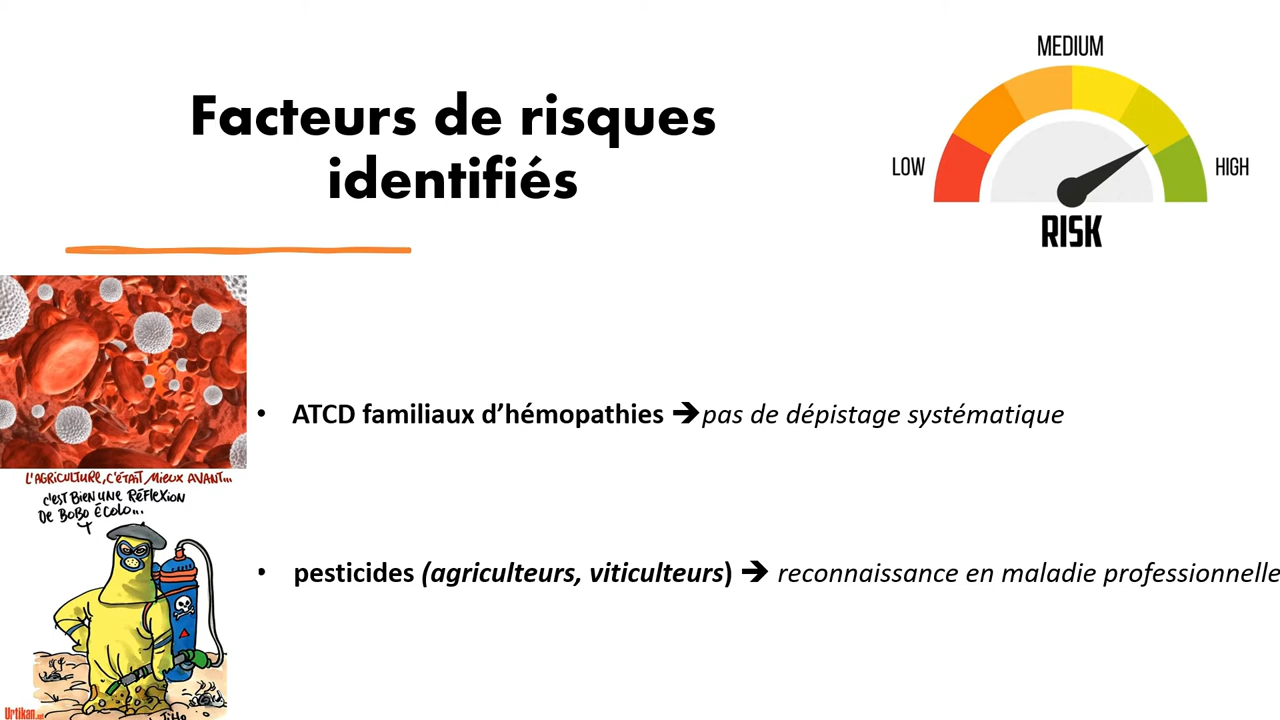 Facteurs de risques
identifiés
MEDIUM
LOW
HIGH
RISK
• ATCD familiaux d’hémopathies ➔pas de dépistage systématique
L'AGRICULTURE, C'ÉTAIT MIEUX AVANT...
C'EST BIEN UNE RÉFLEXION
DE BOBO ÉCOLO...
• pesticides (agriculteurs, viticulteurs) ➔ reconnaissance en maladie professionnelle
Urtikan.net